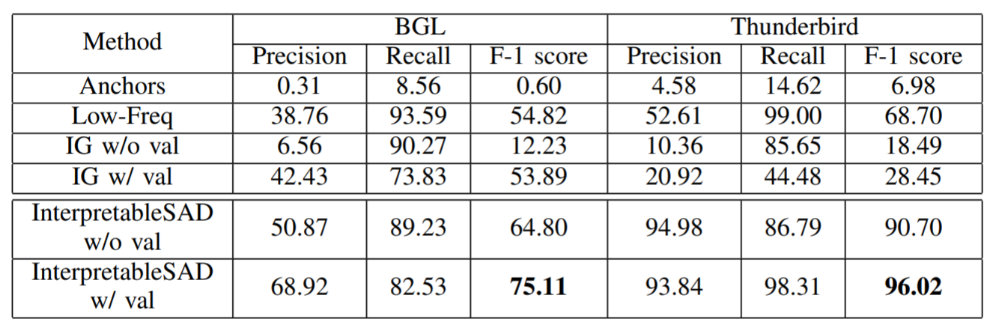 Method BGL Thunderbird
Precision Recall F-1 score Precision Recall F-1 score
Anchors 0.31 8.56 0.60 4.58 14.62 6.98
Low-Freq 38.76 93.59 54.82 52.61 99.00 68.70
IG w/o val 6.56 90.27 12.23 10.36 85.65 18.49
IG w/ val 42.43 73.83 53.89 20.92 44.48 28.45
InterpretableSAD
w/o val 50.87 89.23 64.80 94.98 86.79 90.70
InterpretableSAD
w/ val 68.92 82.53 75.11 93.84 98.31 96.02